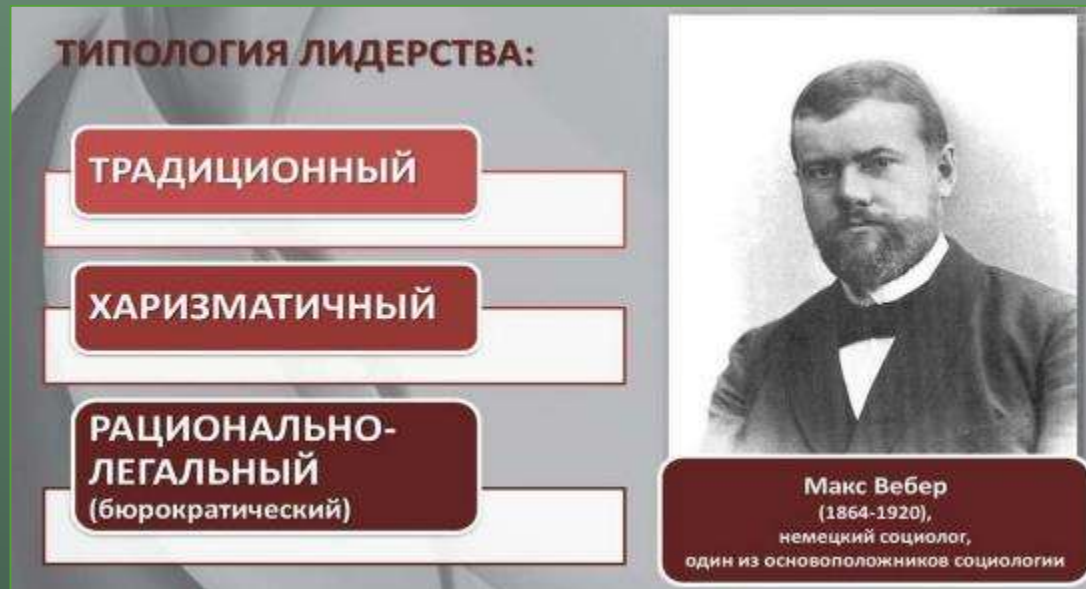 ТИПОЛОГИЯ ЛИДЕРСТВА:
ТРАДИЦИОННЫЙ
ХАРИЗМАТИЧНЫЙ
РАЦИОНАЛЬНО-
ЛЕГАЛЬНЫЙ
(бюрократический)
Макс Вебер
(1864-1920),
немецкий социолог,
один из основоположников социологии